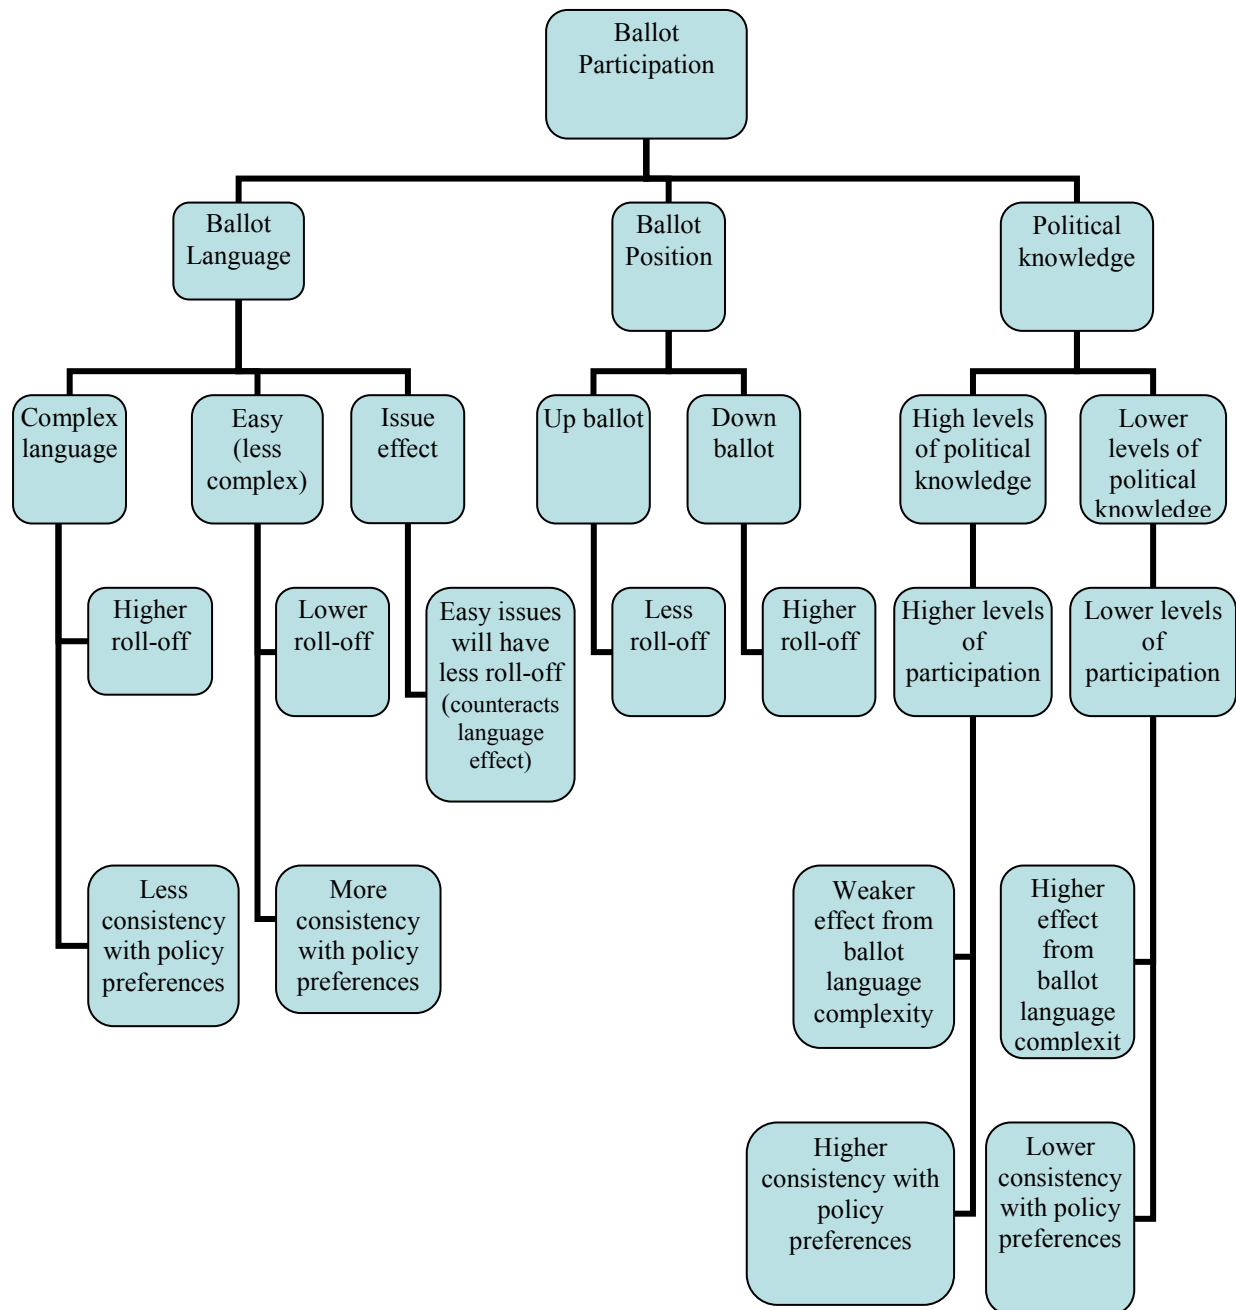 Ballot
Participation
Ballot
Language
Ballot
Position
Political
knowledge
Complex
language
Easy
(less
complex)
Issue
effect
Up ballot
Down
ballot
High levels
of political
knowledge
Lower
levels of
political
knowledge
Higher
roll-off
Lower
roll-off
Easy issues
will have
less roll-off
(counteracts
language
effect)
Less
roll-off
Higher
roll-off
Higher levels
of
participation
Lower levels
of
participation
Less
consistency
with policy
preferences
More
consistency
with policy
preferences
Weaker
effect from
ballot
language
complexity
Higher
effect
from
ballot
language
complexit
Higher
consistency with
policy
preferences
Lower
consistency
with policy
preferences